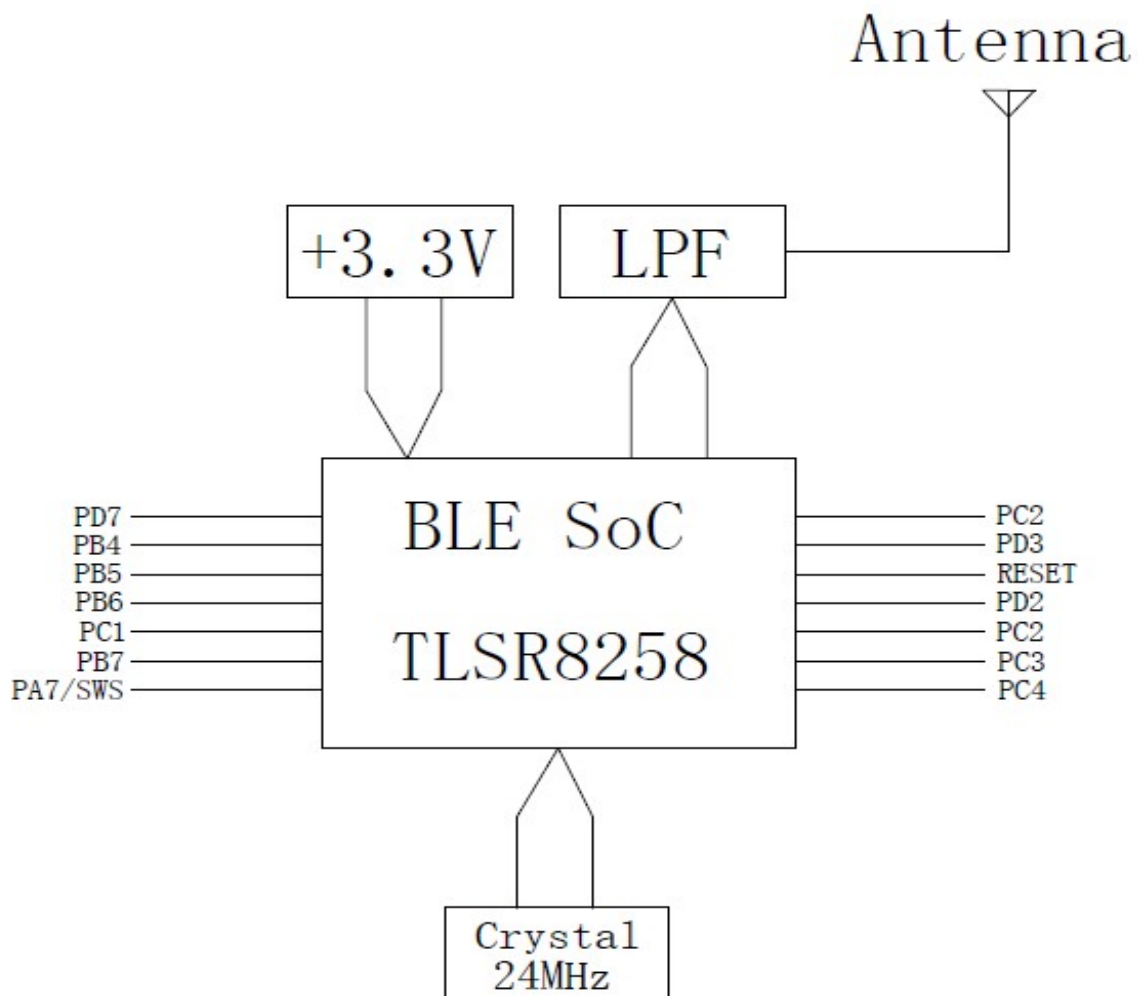 Antenna
+3.3V
LPF
BLE SoC
TLSR8258
PD7
PB4
PB5
PB6
PC1
PB7
PA7/SWS
PC2
PD3
RESET
PD2
PC2
PC3
PC4
Crystal
24MHz